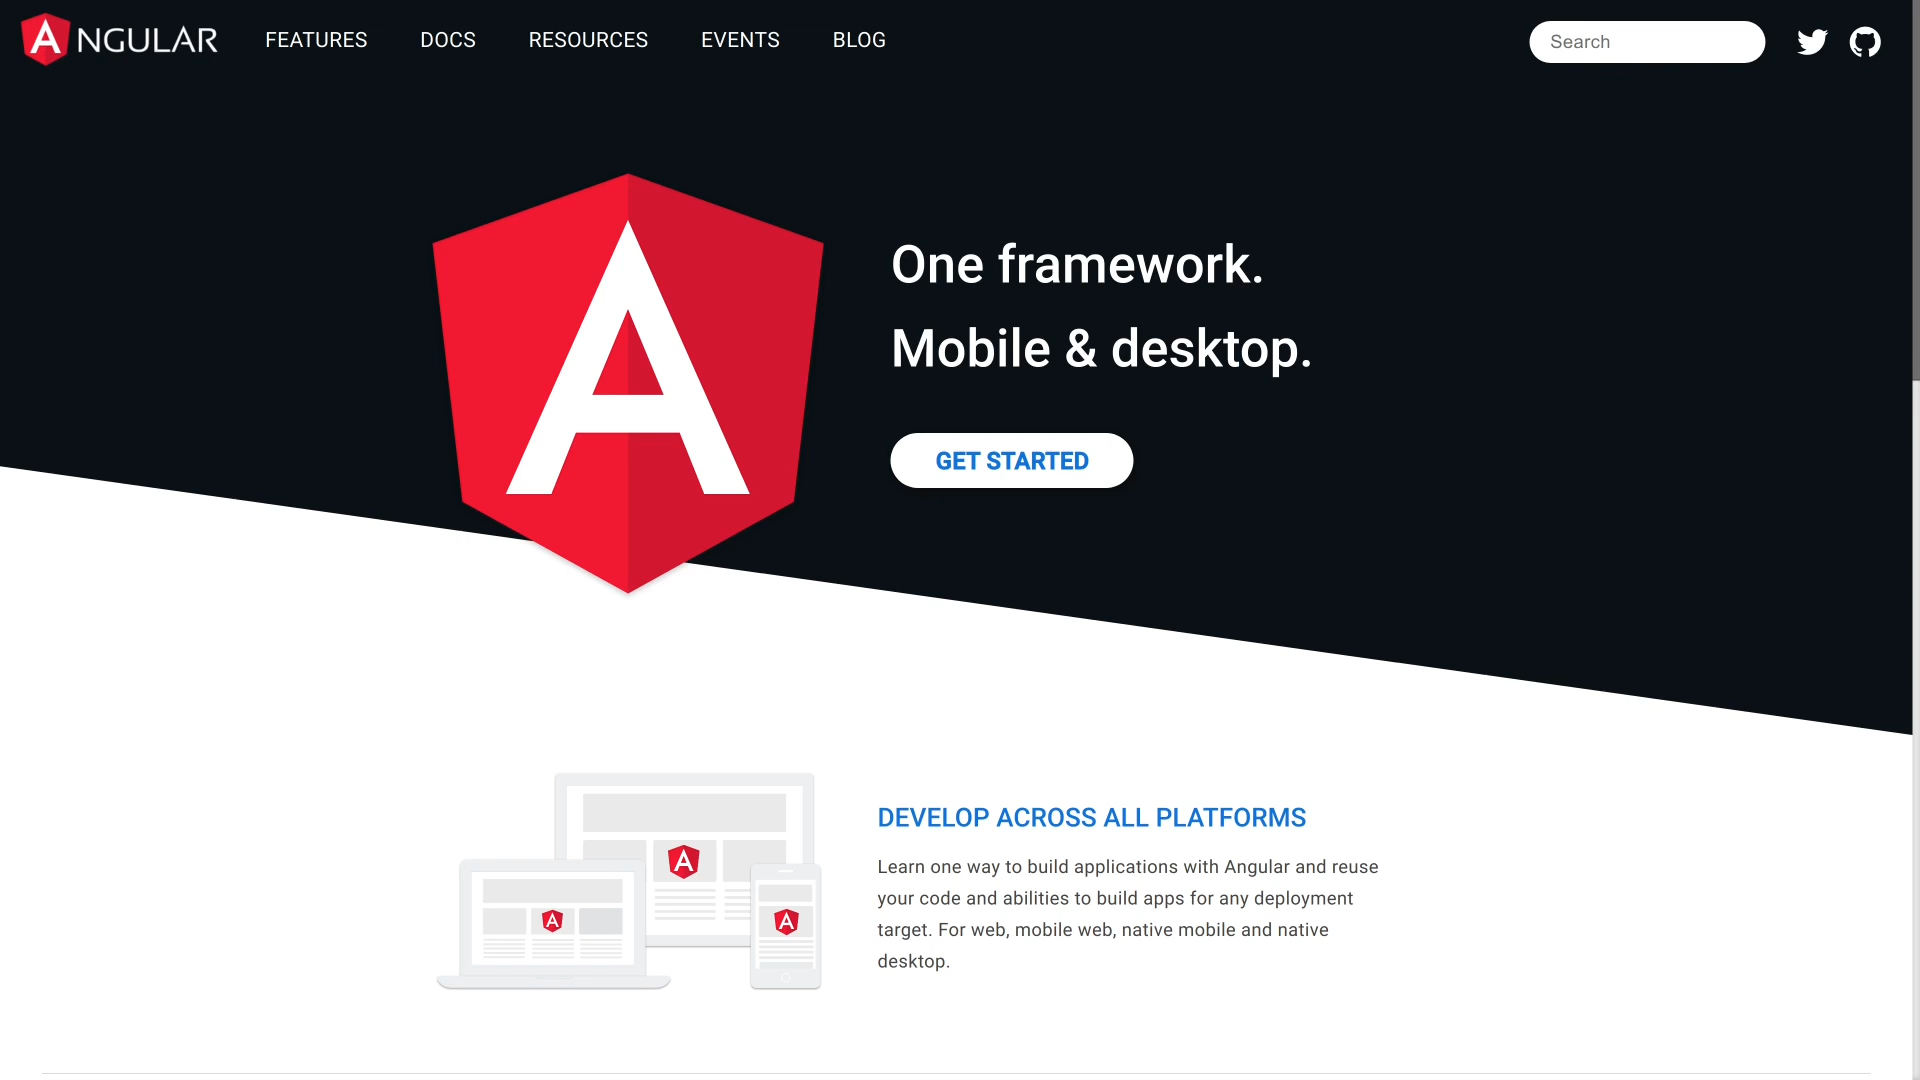 ANGULAR
FEATURES
DOCS
RESOURCES
EVENTS
BLOG
Search
One framework.
Mobile & desktop.
GET STARTED
DEVELOP ACROSS ALL PLATFORMS
Learn one way to build applications with Angular and reuse
your code and abilities to build apps for any deployment
target. For web, mobile web, native mobile and native
desktop.